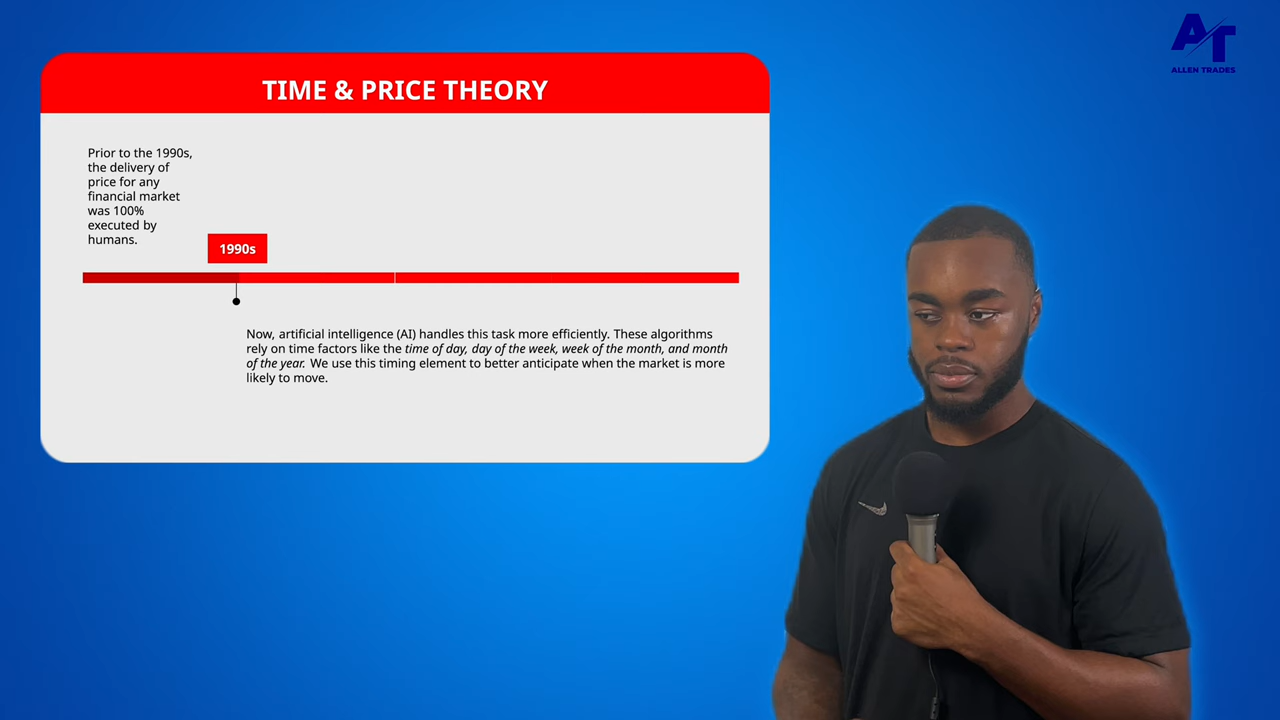 AT
ALLEN TRADES
TIME & PRICE THEORY
Prior to the 1990s,
the delivery of
price for any
financial market
was 100%
executed by
humans.
1990s
Now, artificial intelligence (AI) handles this task more efficiently. These algorithms
rely on time factors like the time of day, day of the week, week of the month, and month
of the year. We use this timing element to better anticipate when the market is more
likely to move.